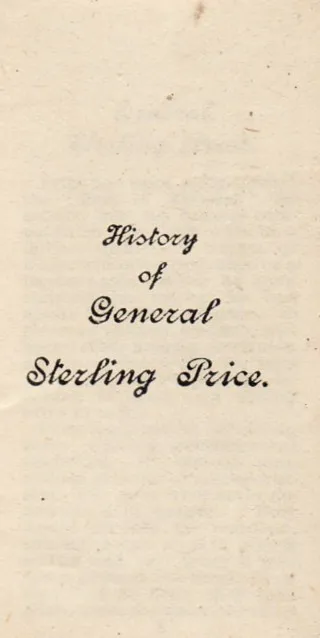 History
of
General
Sterling Price.